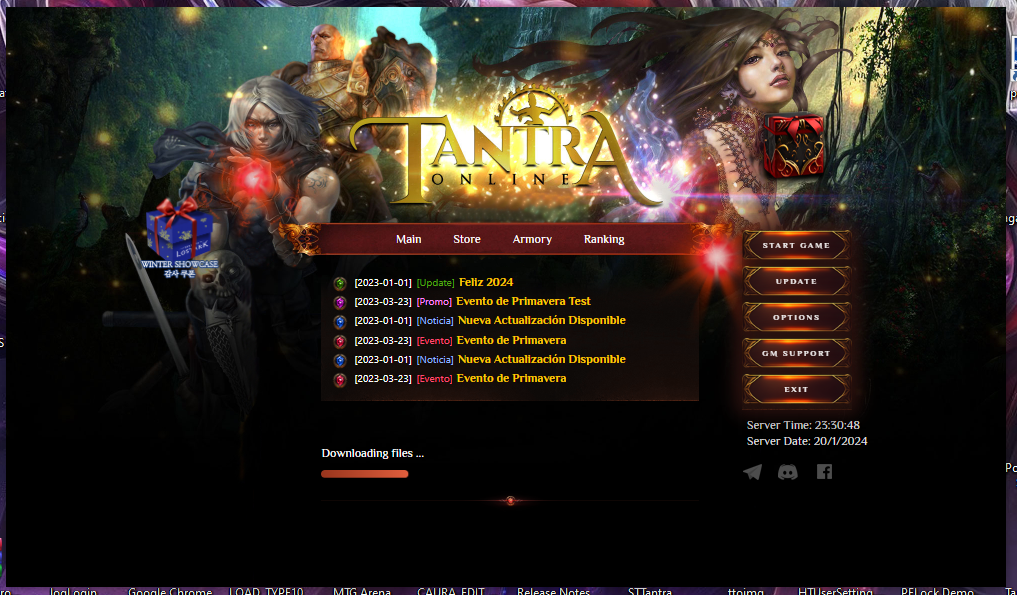 TANTRA
ONLINE
Main
Store
Armory
Ranking
START GAME
UPDATE
OPTIONS
GM SUPPORT
EXIT
WINTER SHOWCASE
감사 쿠폰
[2023-01-01] [Update] Feliz 2024
[2023-03-23] [Promo] Evento de Primavera Test
[2023-01-01] [Noticia] Nueva Actualización Disponible
[2023-03-23] [Evento] Evento de Primavera
[2023-01-01] [Noticia] Nueva Actualización Disponible
[2023-03-23] [Evento] Evento de Primavera
Server Time: 23:30:48
Server Date: 20/1/2024
Downloading files ...
Google Chrome
LOAD_TYPE10
MTG Arena
CAURA_EDIT
Release Notes
STTantra
HTUserSetting
PELock Demo